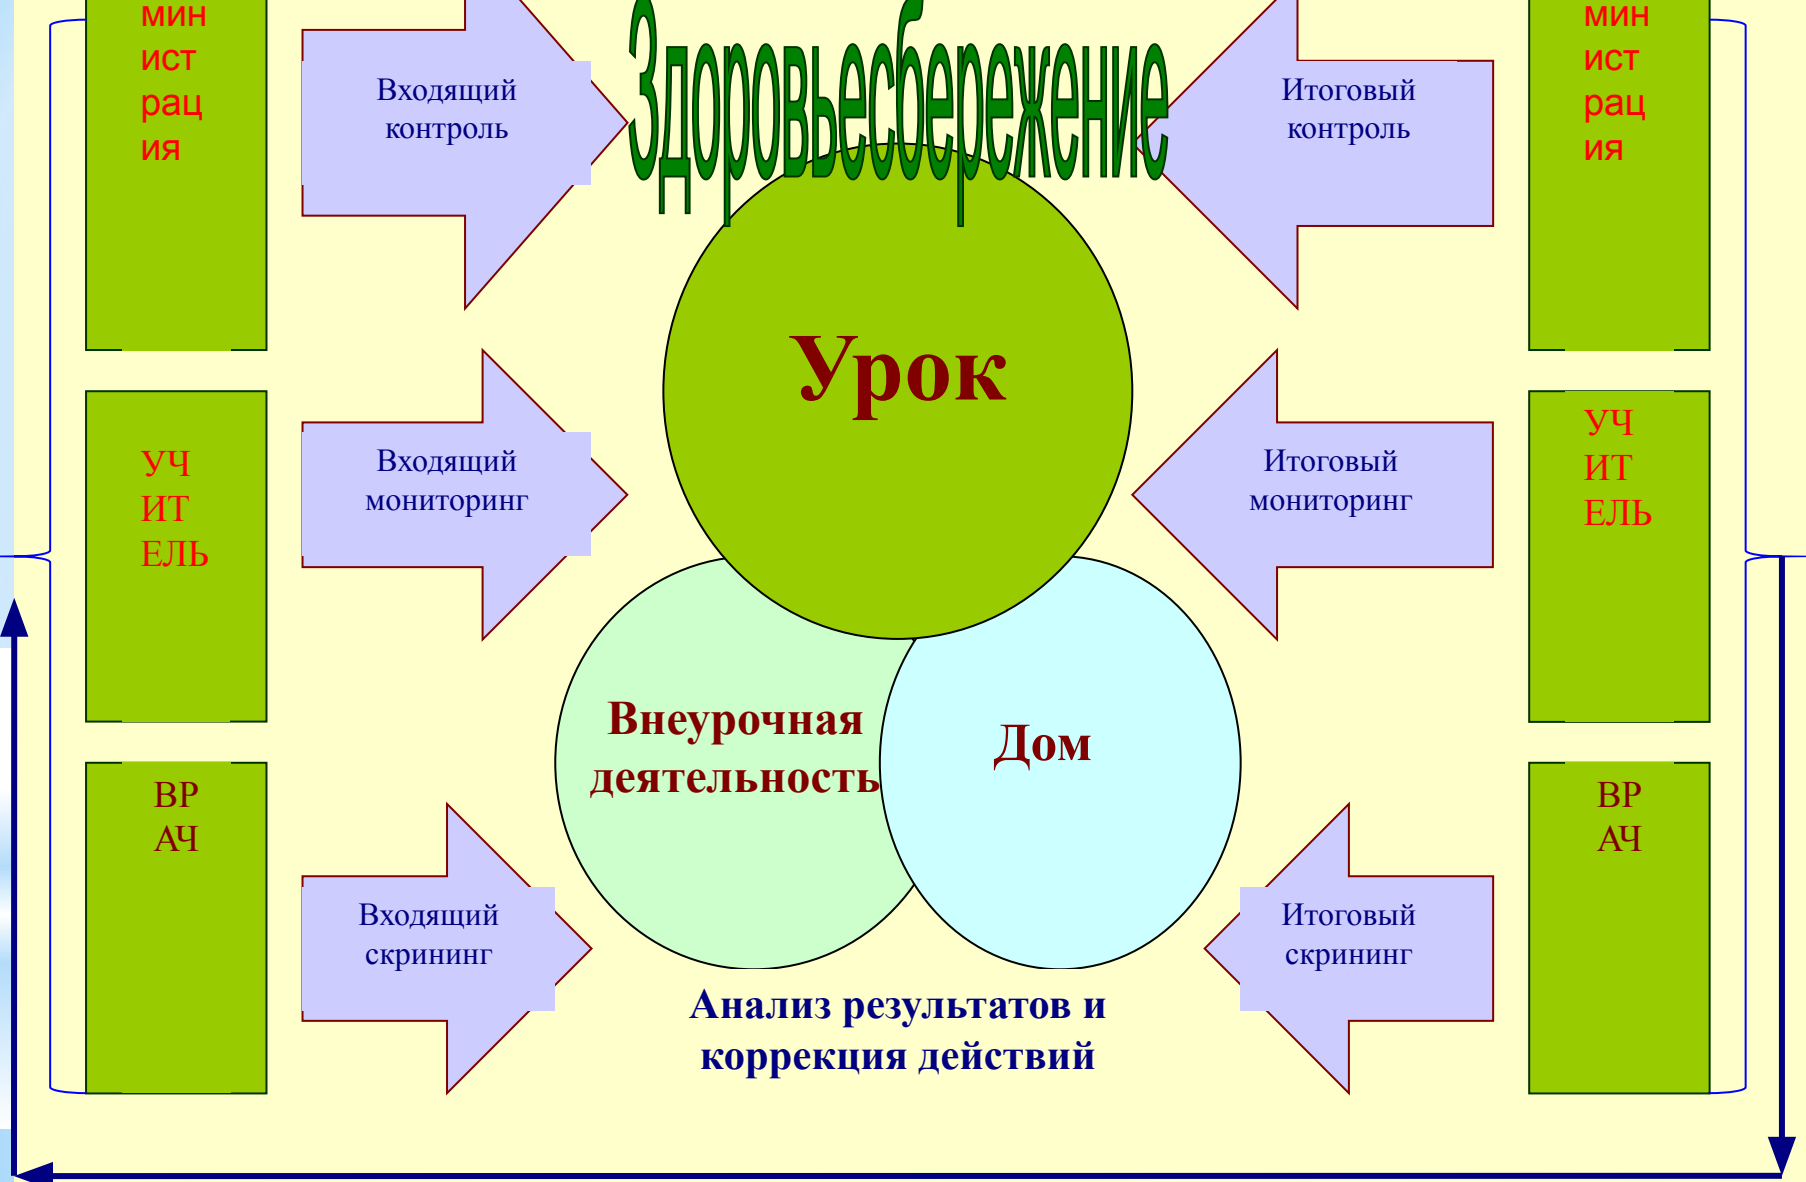 Здоровьесбережение
мин
ист
рац
ия
Входящий
контроль
Итоговый
контроль
мин
ист
рац
ия
Урок
УЧ
ИТ
ЕЛЬ
Входящий
мониторинг
Итоговый
мониторинг
УЧ
ИТ
ЕЛЬ
Внеурочная
деятельность
Дом
ВР
АЧ
Входящий
скрининг
Итоговый
скрининг
ВР
АЧ
Анализ результатов и
коррекция действий